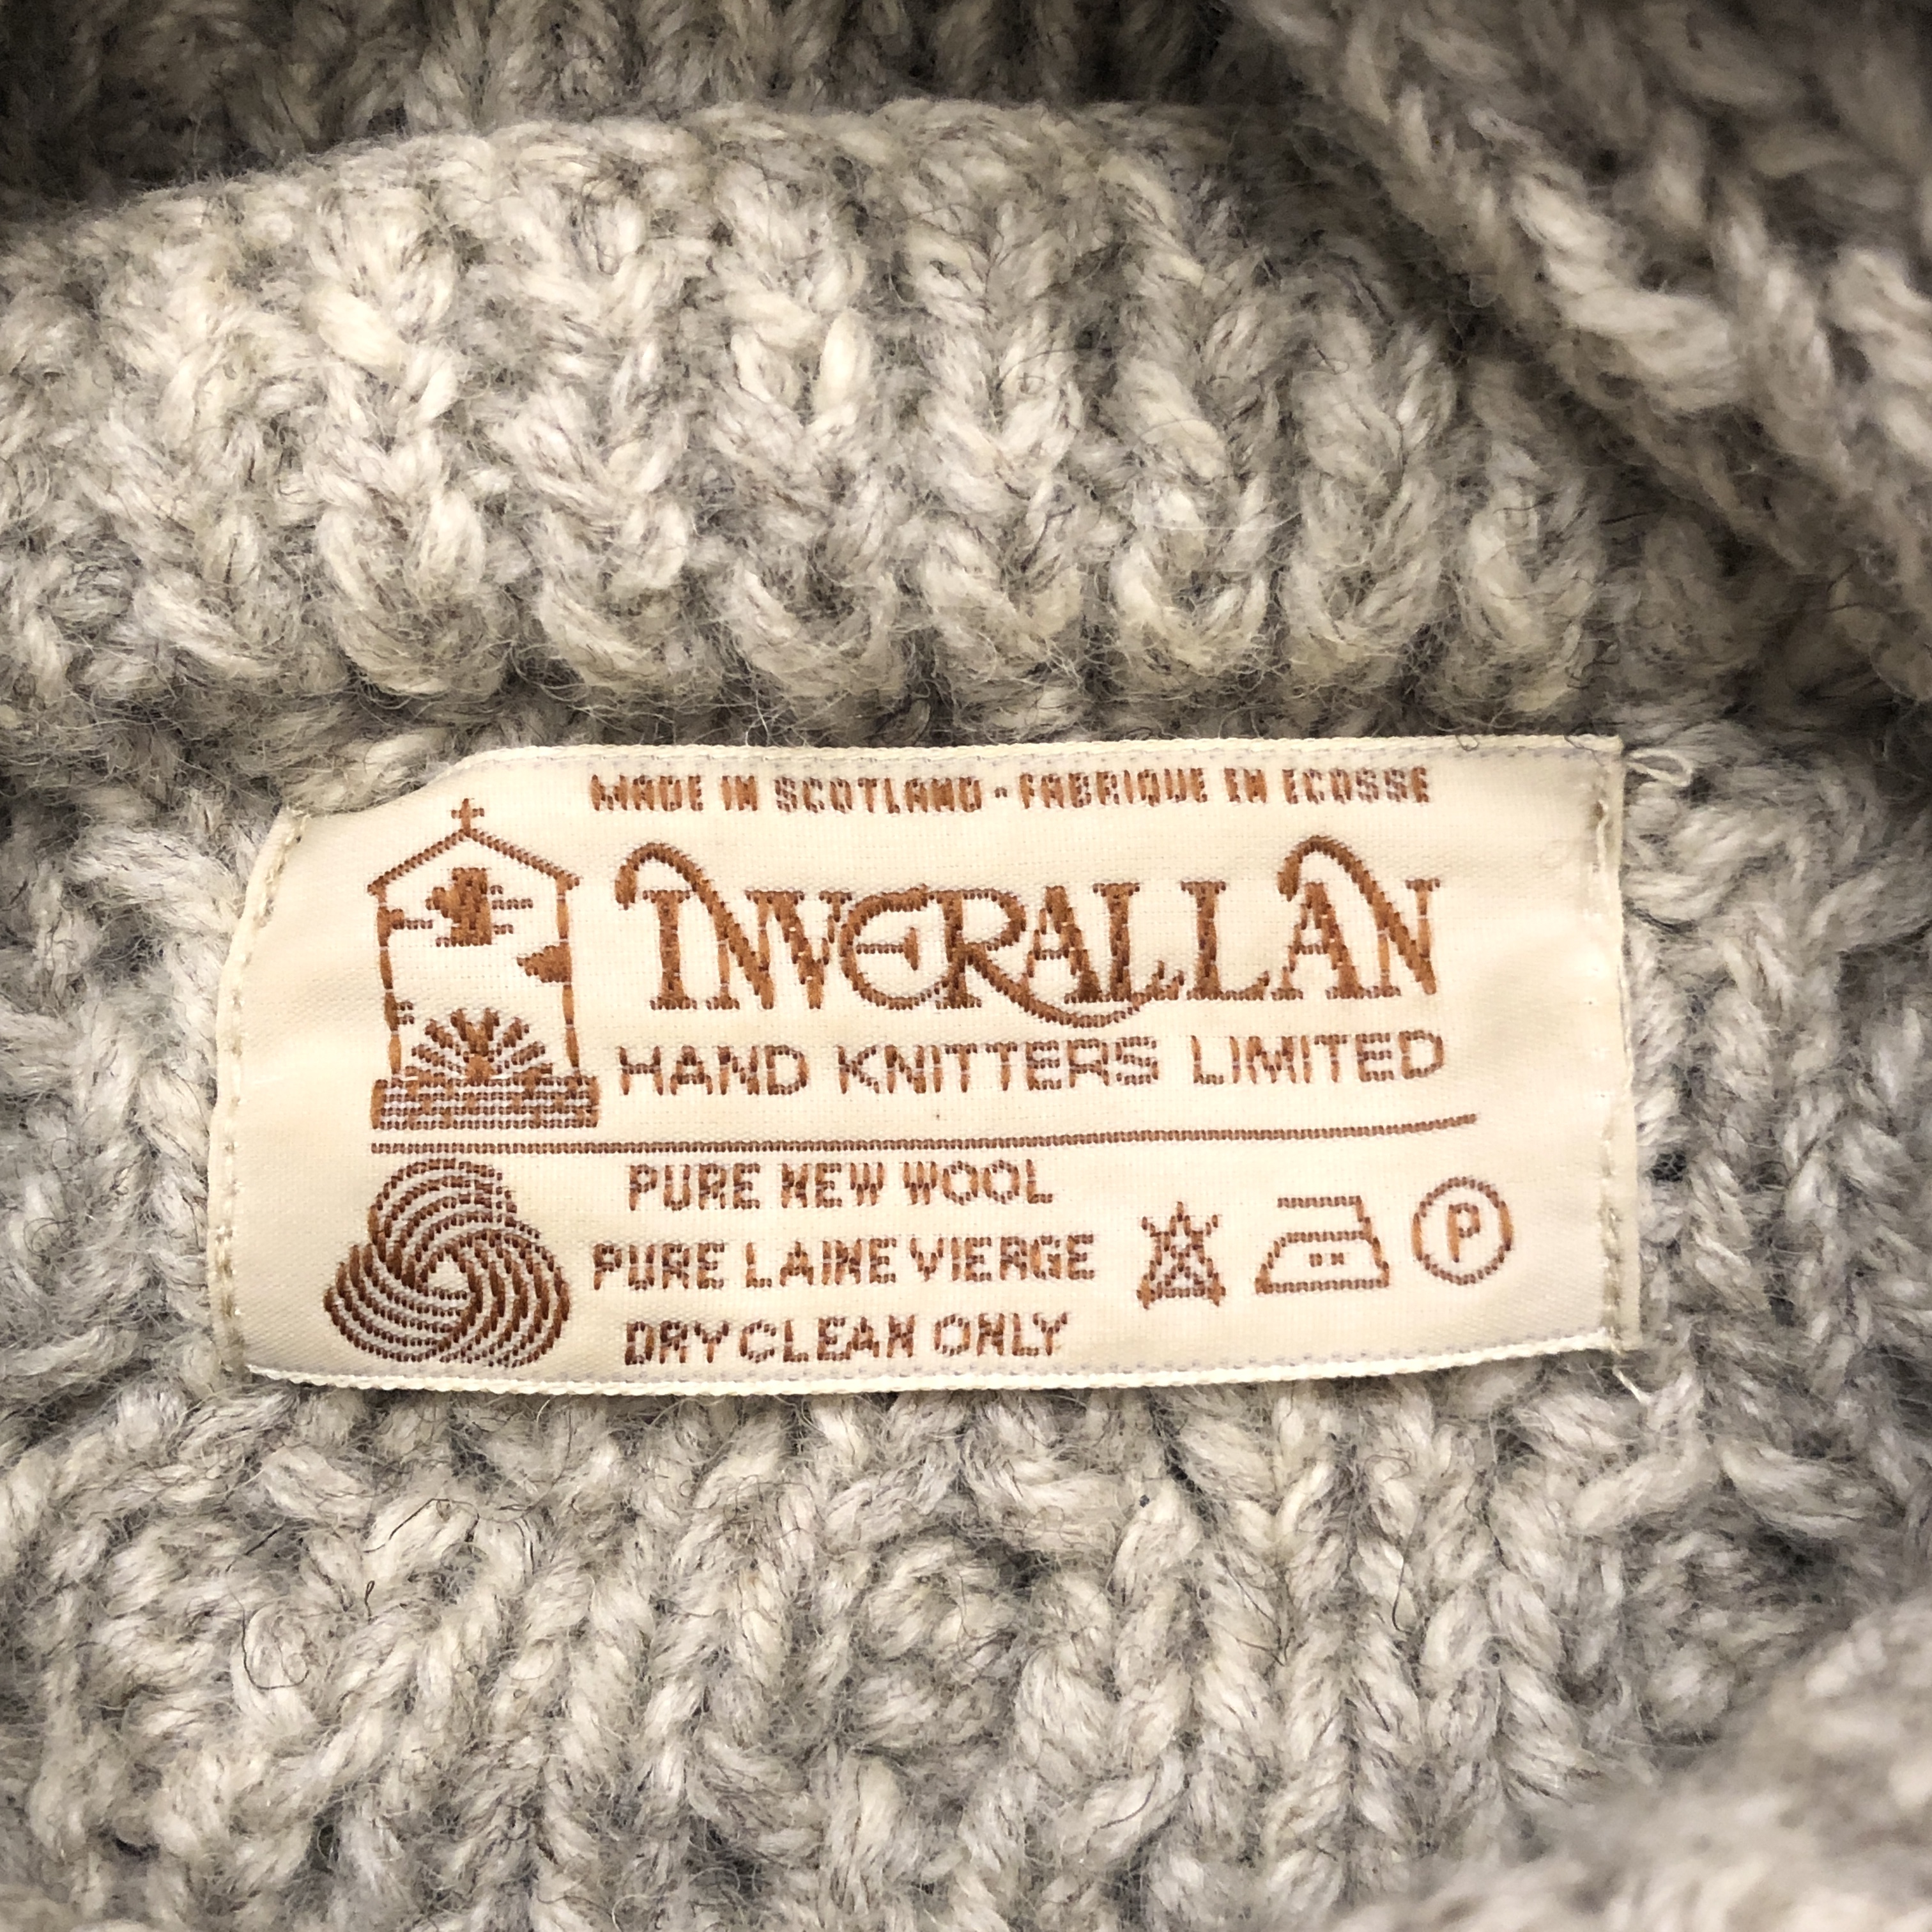 MADE IN SCOTLAND - FABRIQUE EN ECOSSE
INVERALLAN
HAND KNITTERS LIMITED
PURE NEW WOOL
PURE LAINE VIERGE
DRY CLEAN ONLY
P